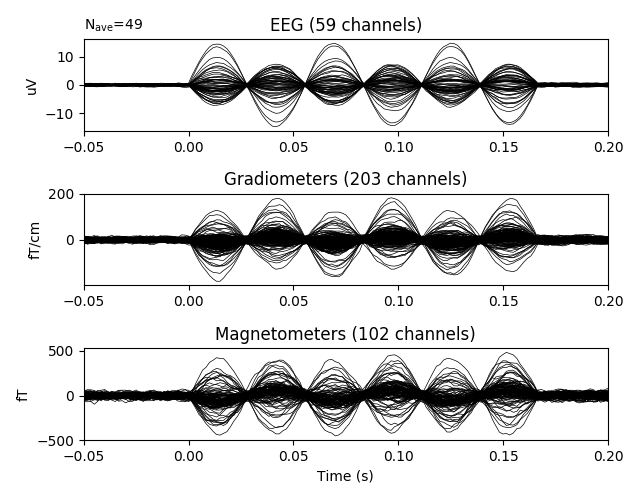 Nave=49
EEG (59 channels)
uV
10
0
−10
−0.05 0.00 0.05 0.10 0.15 0.20
Gradiometers (203 channels)
fT/cm
200
0
−0.05 0.00 0.05 0.10 0.15 0.20
Magnetometers (102 channels)
fT
500
0
−500
−0.05 0.00 0.05 0.10 0.15 0.20
Time (s)